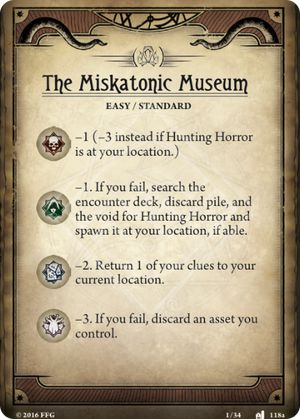 The Miskatonic Museum
EASY / STANDARD
–1 (–3 instead if Hunting Horror
is at your location.)
–1. If you fail, search the
encounter deck, discard pile, and
the void for Hunting Horror and
spawn it at your location, if able.
–2. Return 1 of your clues to your
current location.
–3. If you fail, discard an asset you
control.
© 2016 FFG 1/34 118a